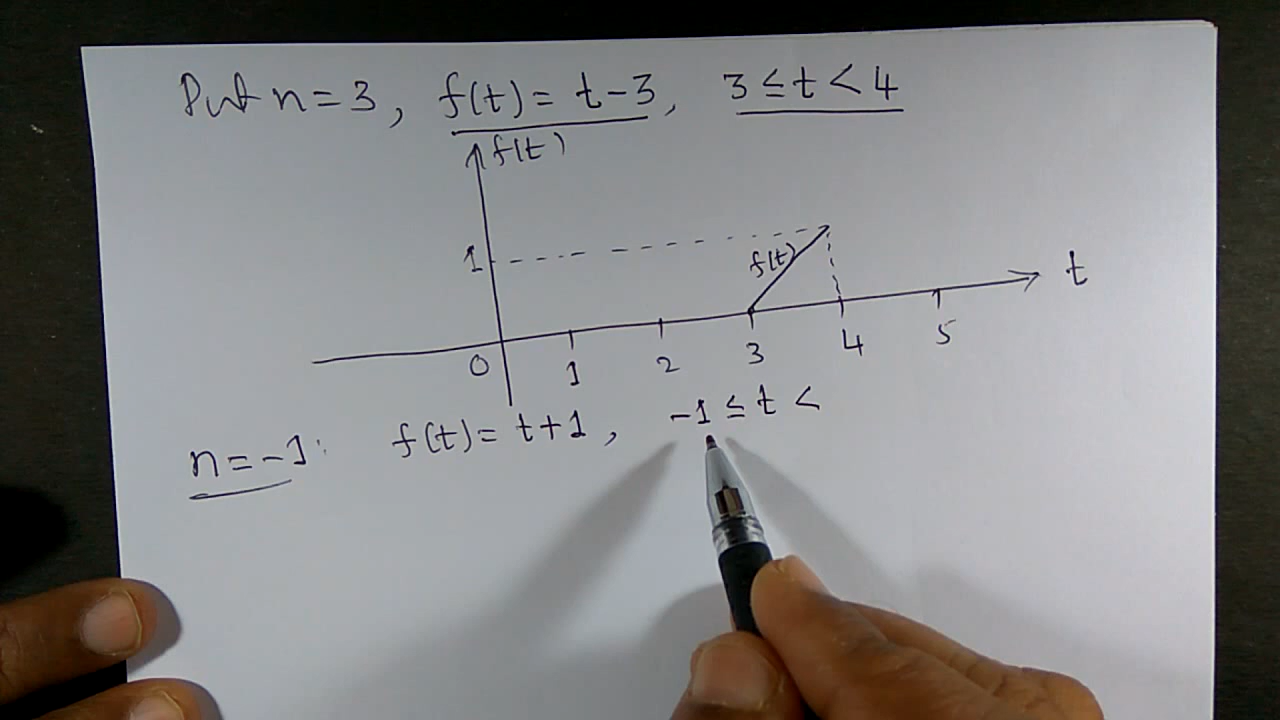 Put n=3, f(t)= t-3, 3≤t<4
f(t)
1
f(t)
t
0 1 2 3 4 5
n=-1: f(t)= t+1, -1≤t<